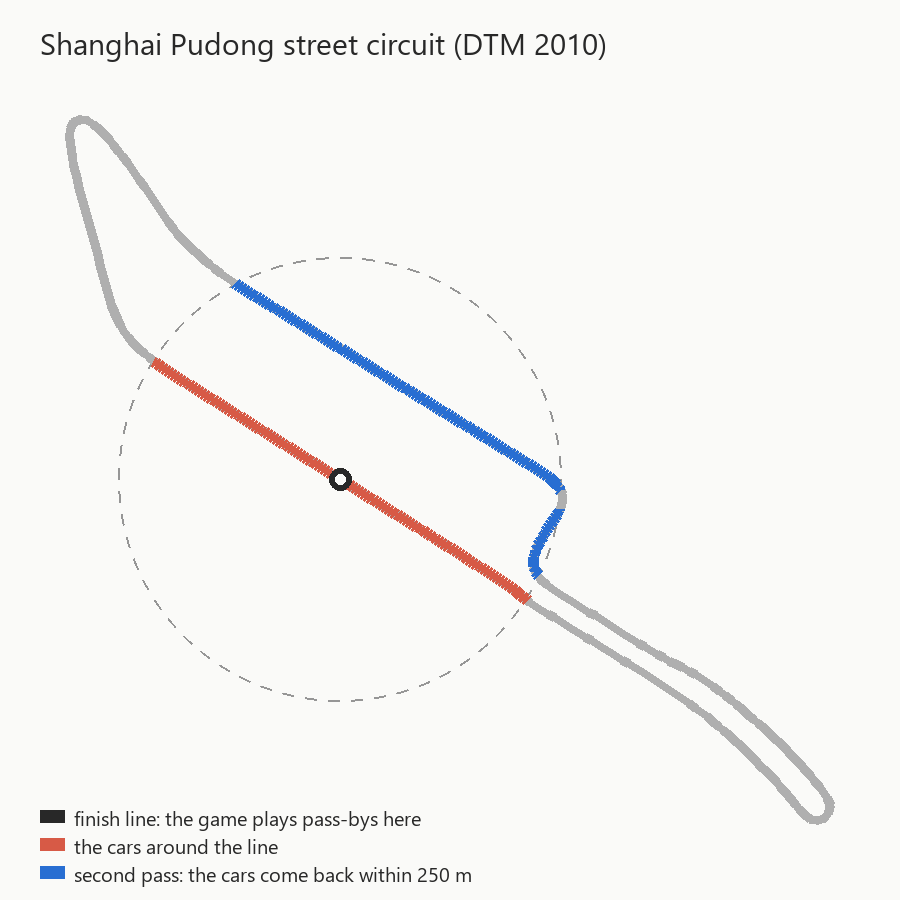 Shanghai Pudong street circuit (DTM 2010)
finish line: the game plays pass-bys here
the cars around the line
second pass: the cars come back within 250 m